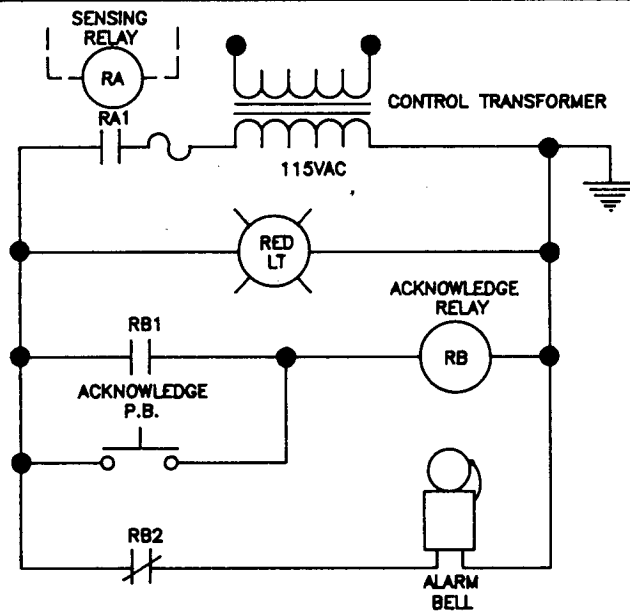 SENSING
RELAY
RA
RA1
CONTROL TRANSFORMER
115VAC
RED
LT
ACKNOWLEDGE
RELAY
RB1
RB
ACKNOWLEDGE
P.B.
RB2
ALARM
BELL